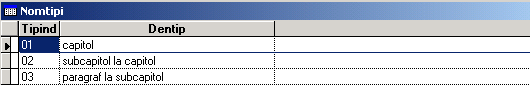 Nomtipi
Tipind Dentip
01 capitol
02 subcapitol la capitol
03 paragraf la subcapitol